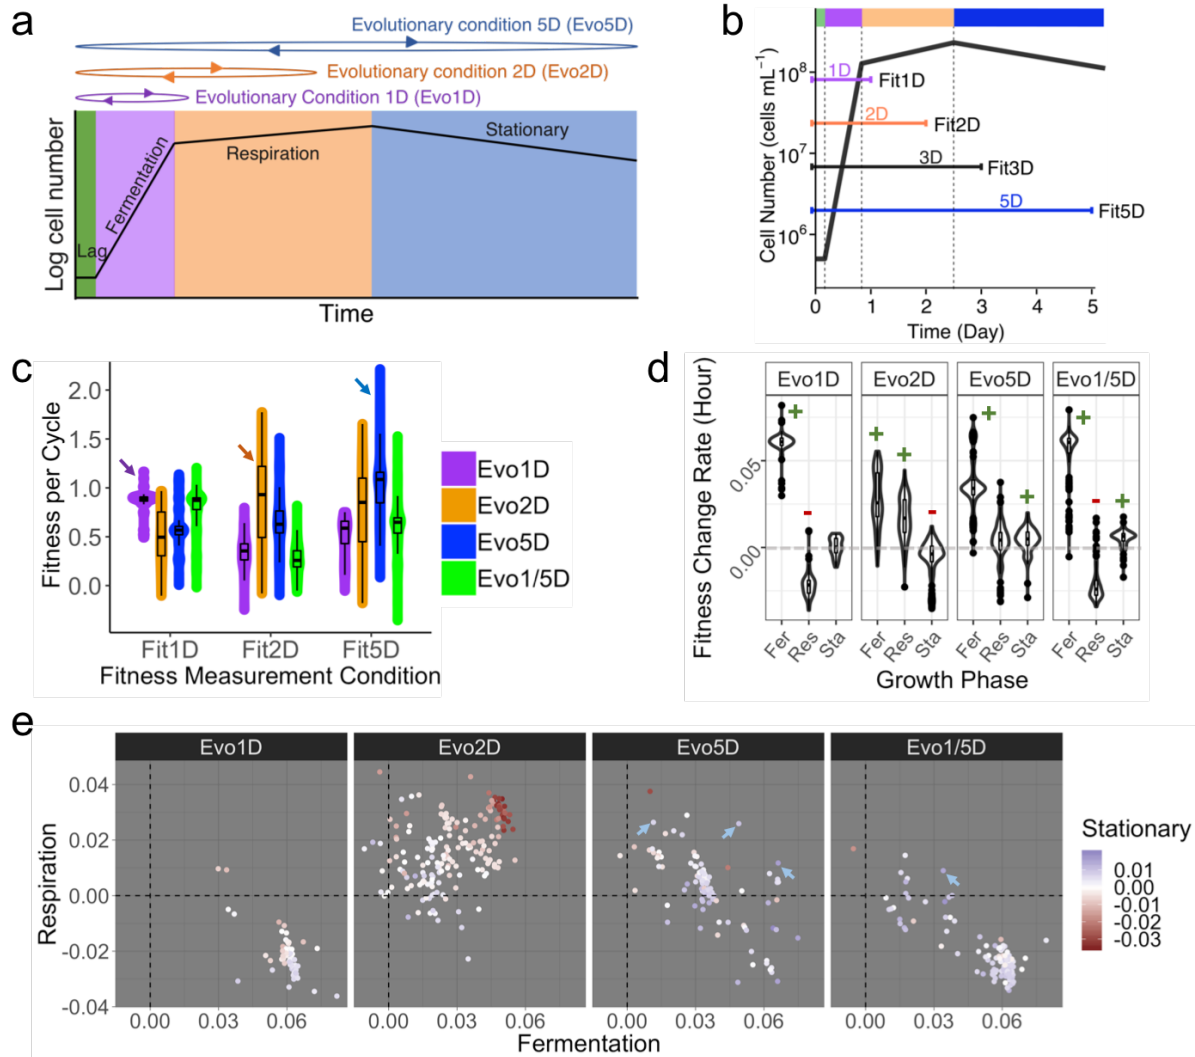 a
Evolutionary condition 5D (Evo5D)
Evolutionary condition 2D (Evo2D)
Evolutionary Condition 1D (Evo1D)
Log cell number
Lag
Fermentation
Respiration
Stationary
Time
b
Cell Number (cells mL⁻¹)
10⁸
10⁷
10⁶
1D
Fit1D
2D
Fit2D
3D
Fit3D
5D
Fit5D
0 1 2 3 4 5
Time (Day)
c
Fitness per Cycle
2.0
1.5
1.0
0.5
0.0
Fit1D Fit2D Fit5D
Fitness Measurement Condition
Evo1D
Evo2D
Evo5D
Evo1/5D
d
Fitness Change Rate (Hour)
0.05
0.00
Evo1D Evo2D Evo5D Evo1/5D
+ - + + - + + + - +
Fer Res Sta Fer Res Sta Fer Res Sta Fer Res Sta
Growth Phase
e
Evo1D Evo2D Evo5D Evo1/5D
Respiration
0.04
0.02
0.00
-0.02
-0.04
0.00 0.03 0.06 0.00 0.03 0.06 0.00 0.03 0.06 0.00 0.03 0.06
Fermentation
Stationary
0.01
0.00
-0.01
-0.02
-0.03